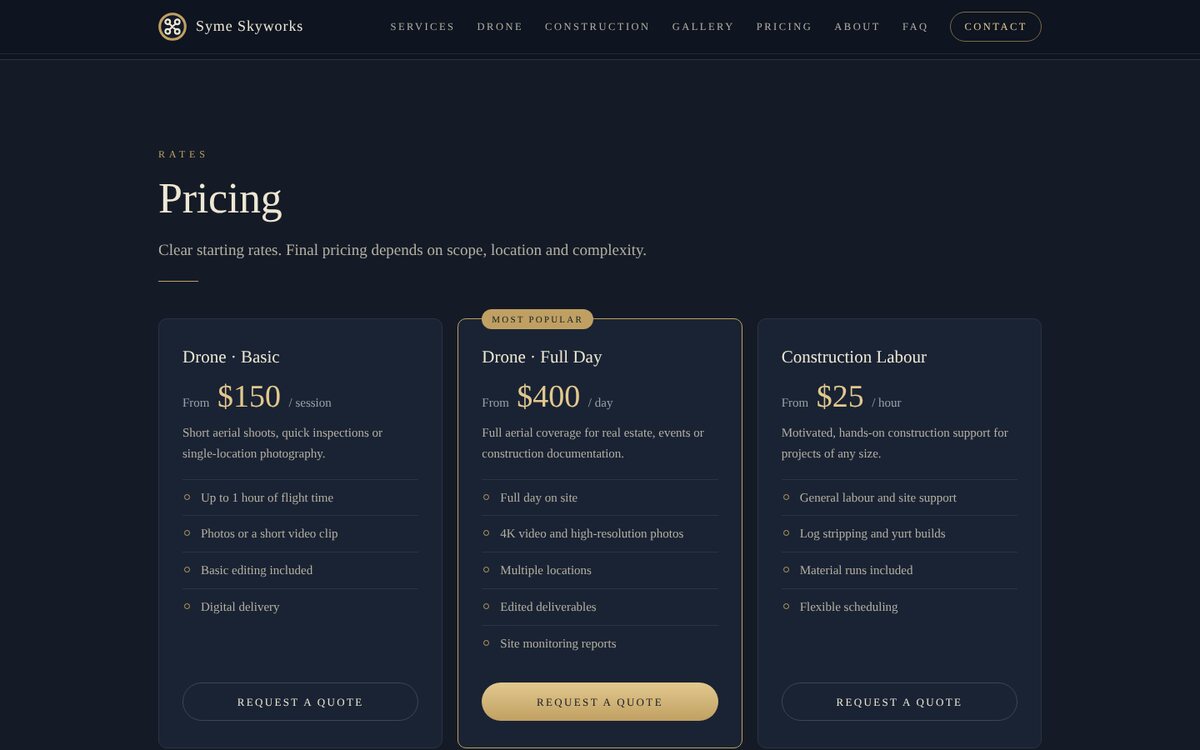 Syme Skyworks
SERVICES DRONE CONSTRUCTION GALLERY PRICING ABOUT FAQ CONTACT
RATES
Pricing
Clear starting rates. Final pricing depends on scope, location and complexity.
Drone · Basic
From $150 / session
Short aerial shoots, quick inspections or
single-location photography.
Up to 1 hour of flight time
Photos or a short video clip
Basic editing included
Digital delivery
REQUEST A QUOTE
MOST POPULAR
Drone · Full Day
From $400 / day
Full aerial coverage for real estate, events or
construction documentation.
Full day on site
4K video and high-resolution photos
Multiple locations
Edited deliverables
Site monitoring reports
REQUEST A QUOTE
Construction Labour
From $25 / hour
Motivated, hands-on construction support for
projects of any size.
General labour and site support
Log stripping and yurt builds
Material runs included
Flexible scheduling
REQUEST A QUOTE